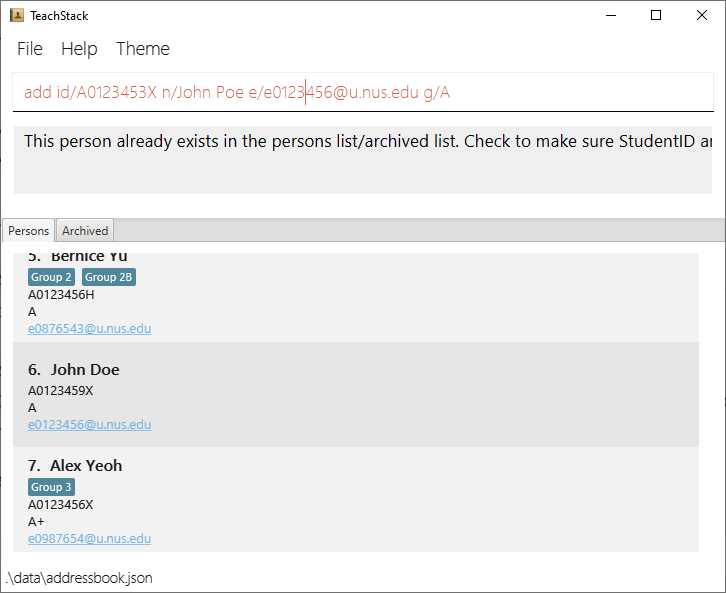 TeachStack
File Help Theme
add id/A0123453X n/John Poe e/e0123456@u.nus.edu g/A
This person already exists in the persons list/archived list. Check to make sure StudentID
Persons Archived
5. Bernice Yu
Group 2 Group 2B
A0123456H
A
e0876543@u.nus.edu
6. John Doe
A0123459X
A
e0123456@u.nus.edu
7. Alex Yeoh
Group 3
A0123456X
A+
e0987654@u.nus.edu
.\data\addressbook.json